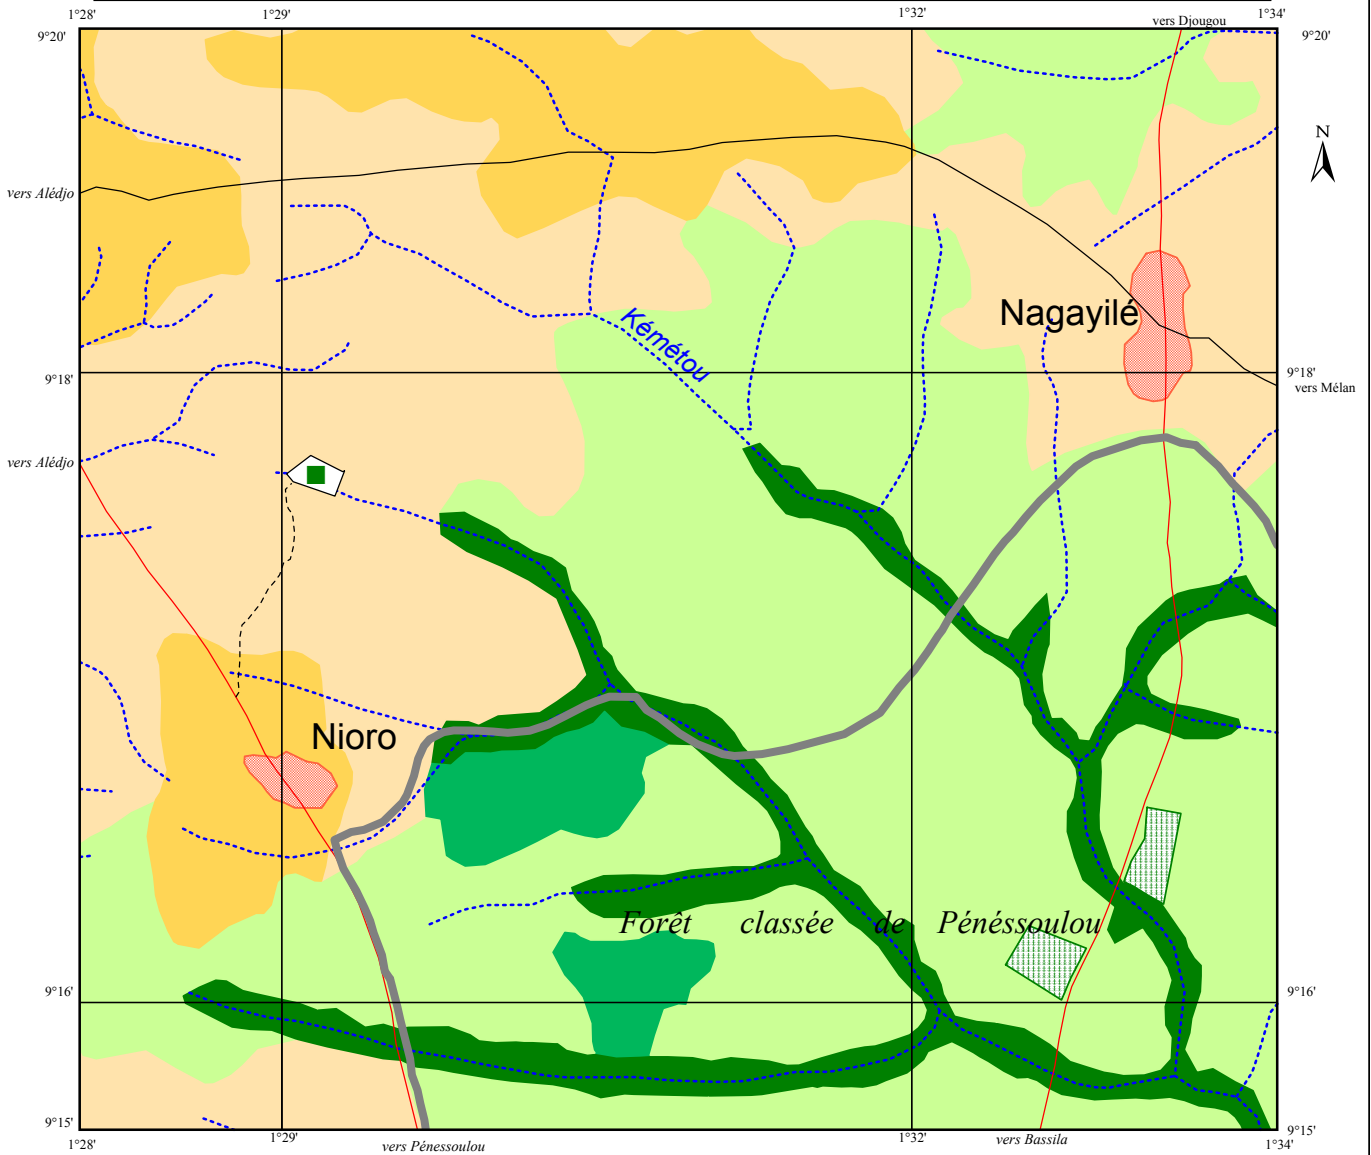 1°28' 1°29' 1°32' 1°34'
vers Djougou
9°20' 9°20'
N
vers Alédjo
Nagayilé
Kémétou
9°18' 9°18'
vers Mélan
vers Alédjo
Nioro
Forêt classée de Pénéssoulou
9°16' 9°16'
9°15' 9°15'
1°28' 1°29' 1°32' 1°34'
vers Pénessoulou vers Bassila